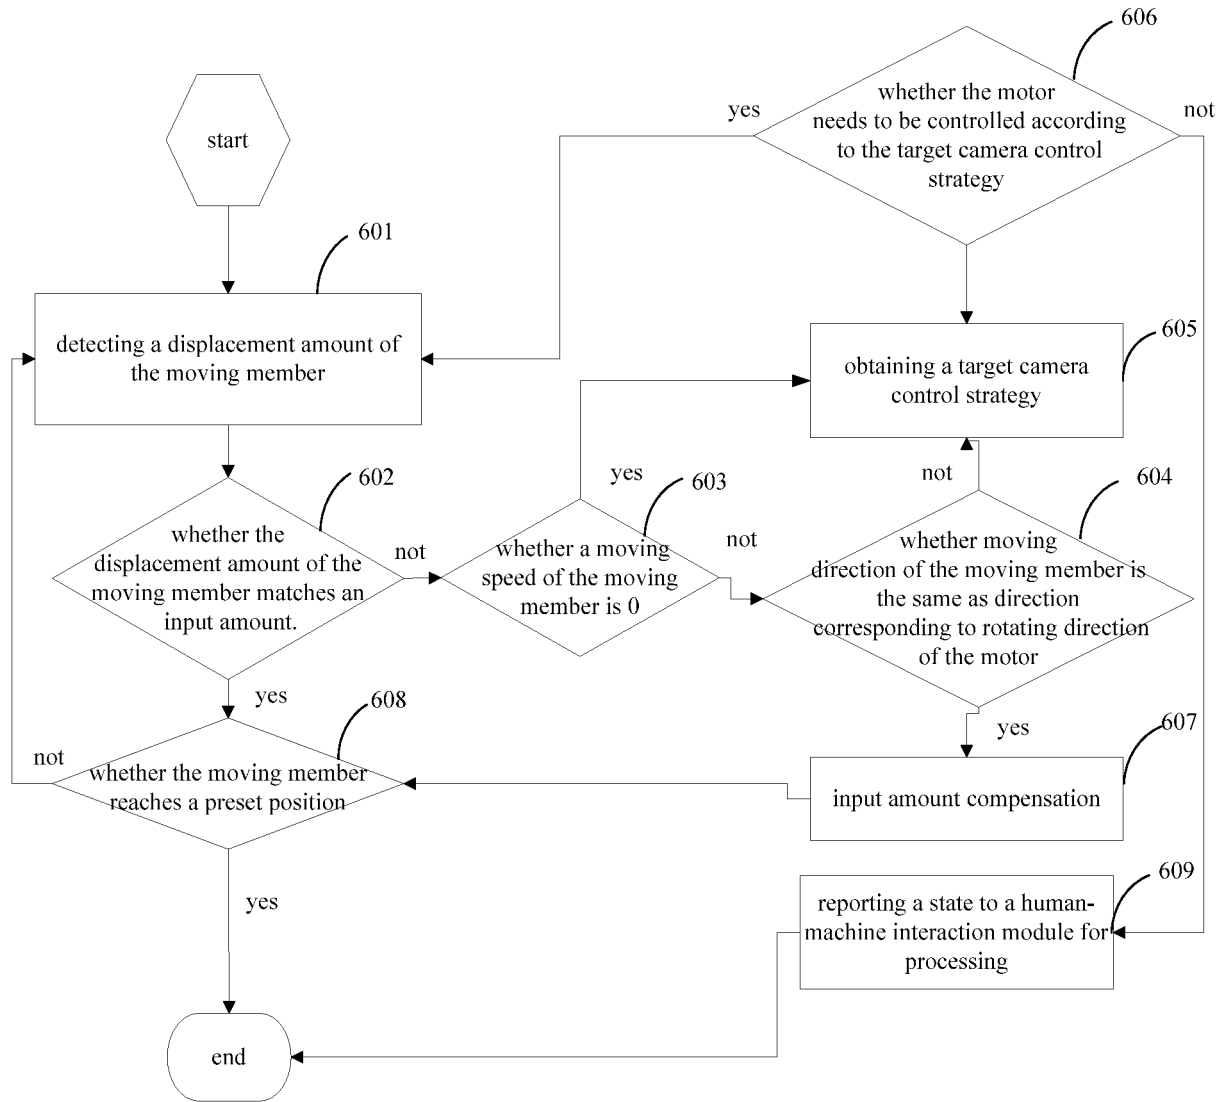 606
whether the motor
needs to be controlled according
to the target camera control
strategy
yes
not
start
601
detecting a displacement amount of
the moving member
605
obtaining a target camera
control strategy
602
whether the
displacement amount of the
moving member matches an
input amount.
not
yes
603
whether a moving
speed of the moving
member is 0
yes
not
604
whether moving
direction of the moving member is
the same as direction
corresponding to rotating direction
of the motor
not
yes
608
whether the moving member
reaches a preset position
not
yes
607
input amount compensation
609
reporting a state to a human-
machine interaction module for
processing
end